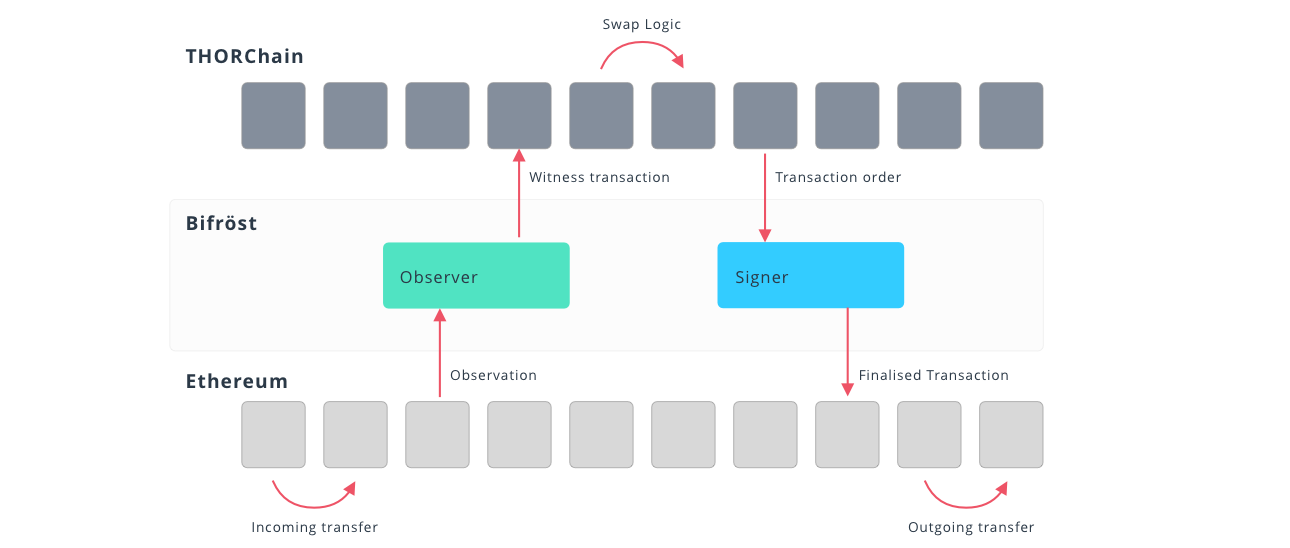 Swap Logic
THORChain
Witness transaction
Transaction order
Bifröst
Observer
Signer
Ethereum
Observation
Finalised Transaction
Incoming transfer
Outgoing transfer